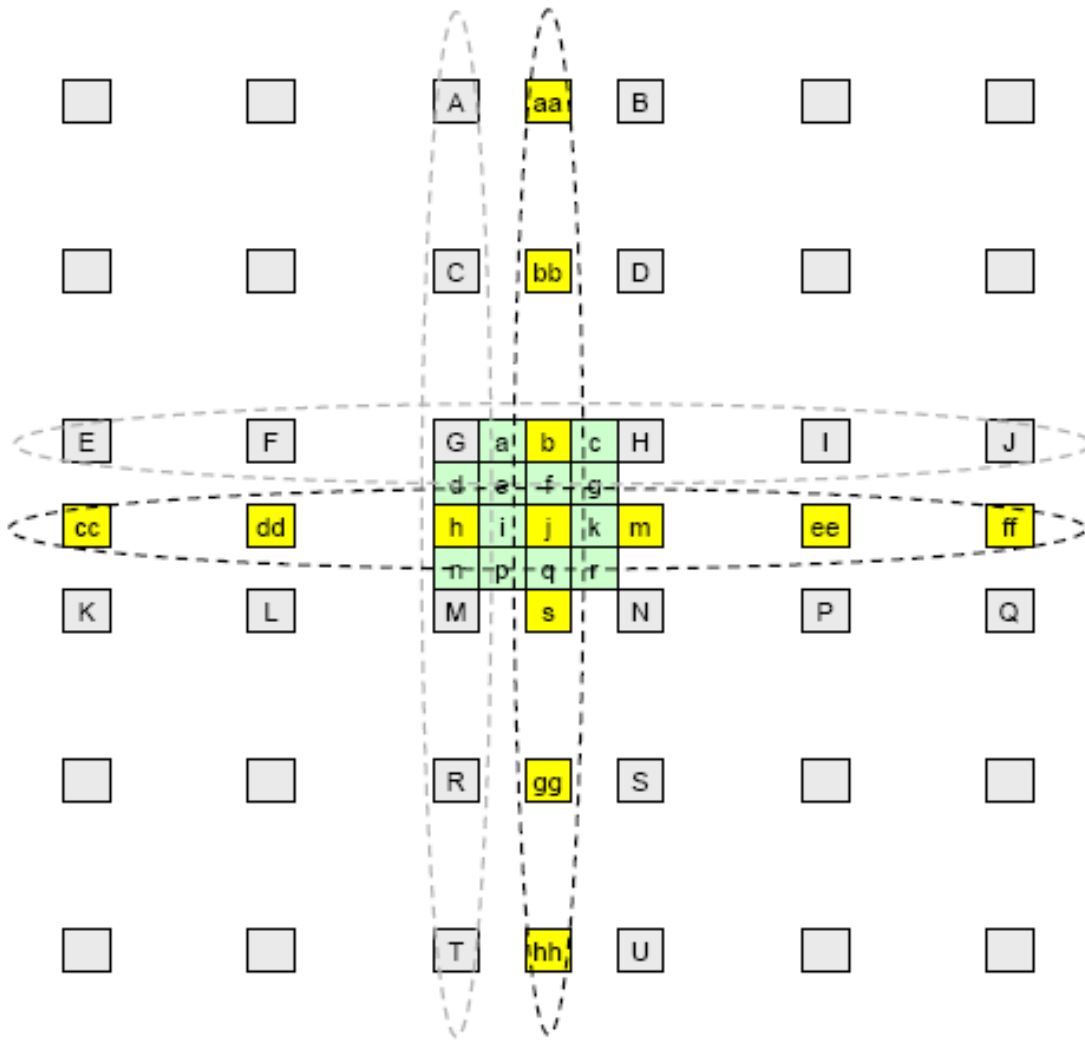 A aa B
C bb D
E F G a b c H I J
d e f g
cc dd h i j k m ee ff
n p q r
K L M s N P Q
R gg S
T hh U